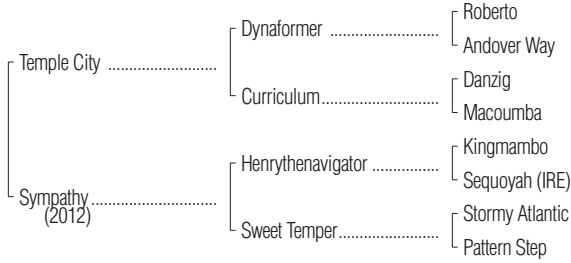 Roberto
Dynaformer ........................
Andover Way
Temple City ........................
Danzig
Curriculum..........................
Macoumba
Kingmambo
Henrythenavigator ................
Sequoyah (IRE)
Sympathy............................
(2012)
Stormy Atlantic
Sweet Temper......................
Pattern Step